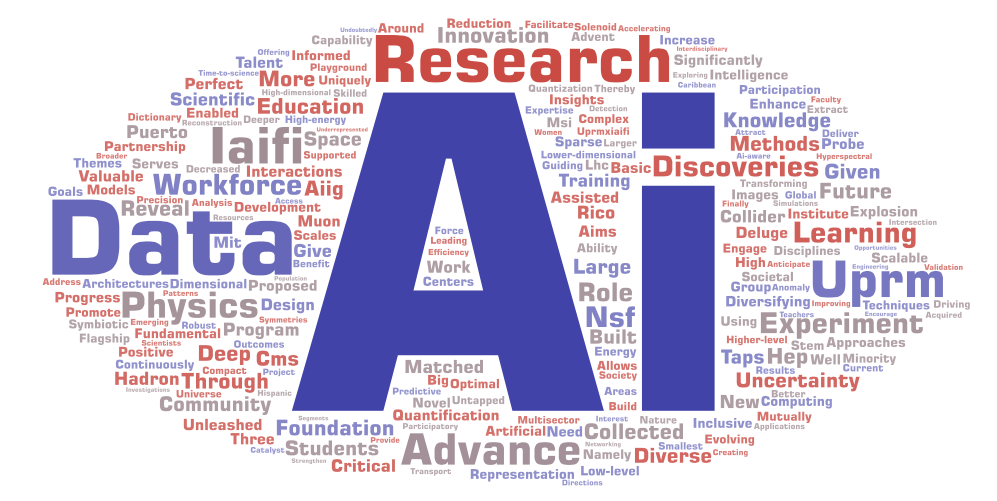 Undoubtedly Around Reduction Facilitate Solenoid Accelerating
Capability Innovation Advent Increase
Research
Interdisciplinary
Offering Informed Significantly
Talent Playground
Time-to-science More Uniquely Exploring Intelligence
Perfect Caribbean
High-dimensional Skilled Quantization Thereby Participation
Scientific Education Insights Detection Enhance Faculty
Dictionary Enabled Deeper High-energy Expertise Extract
Reconstruction Msi Complex Knowledge
Puerto Iaifi Underrepresented Women Uprmxiaifi Attract Deliver
Space Sparse Larger Methods Probe
Partnership Supported Lower-dimensional Ai-aware Hyperspectral
Broader
Themes Serves Decreased Interactions Guiding Lhc Basic Discoveries Given
Valuable Workforce Aiig Training Transforming
Goals Models Images Global Future
Precision Analysis Access Assisted Finally Simulations
Reveal Development Rico Collider Institute Explosion
Resources Muon Intersection
Data Mit Scales Aims Deluge Learning
Force
Leading
Give Efficiency Ability Engage Disciplines Opportunities Scalable
Benefit Work Large High Anticipate Engineering Validation
Population Societal Uprm
Address Architectures Dimensional Proposed Centers Role Group Anomaly
Patterns
Progress Physics Design Diversifying Improving Techniques Driving
Promote Nsf Teachers Encourage Acquired
Symbiotic Emerging Robust Symmetries Using Experiment
Flagship Fundamental Program Built Higher-level Stem Approaches
Scientists Outcomes
Positive Deep Cms Energy Taps Hep Well Minority
Continuously Compact Project Matched Allows Results Current
Hadron Through Big Optimal Society Uncertainty
Investigations Universe Hispanic Predictive Areas Better
Community Novel Untapped Build New Computing
Segments Quantification Multisector Interest Nature Mutually
Unleashed Foundation Participatory Artificial Need Collected Inclusive Applications
Three Provide Networking Smallest Evolving
Catalyst Students Advance Namely Diverse Creating
Strengthen Critical Transport Representation Low-level
Directions
Ai